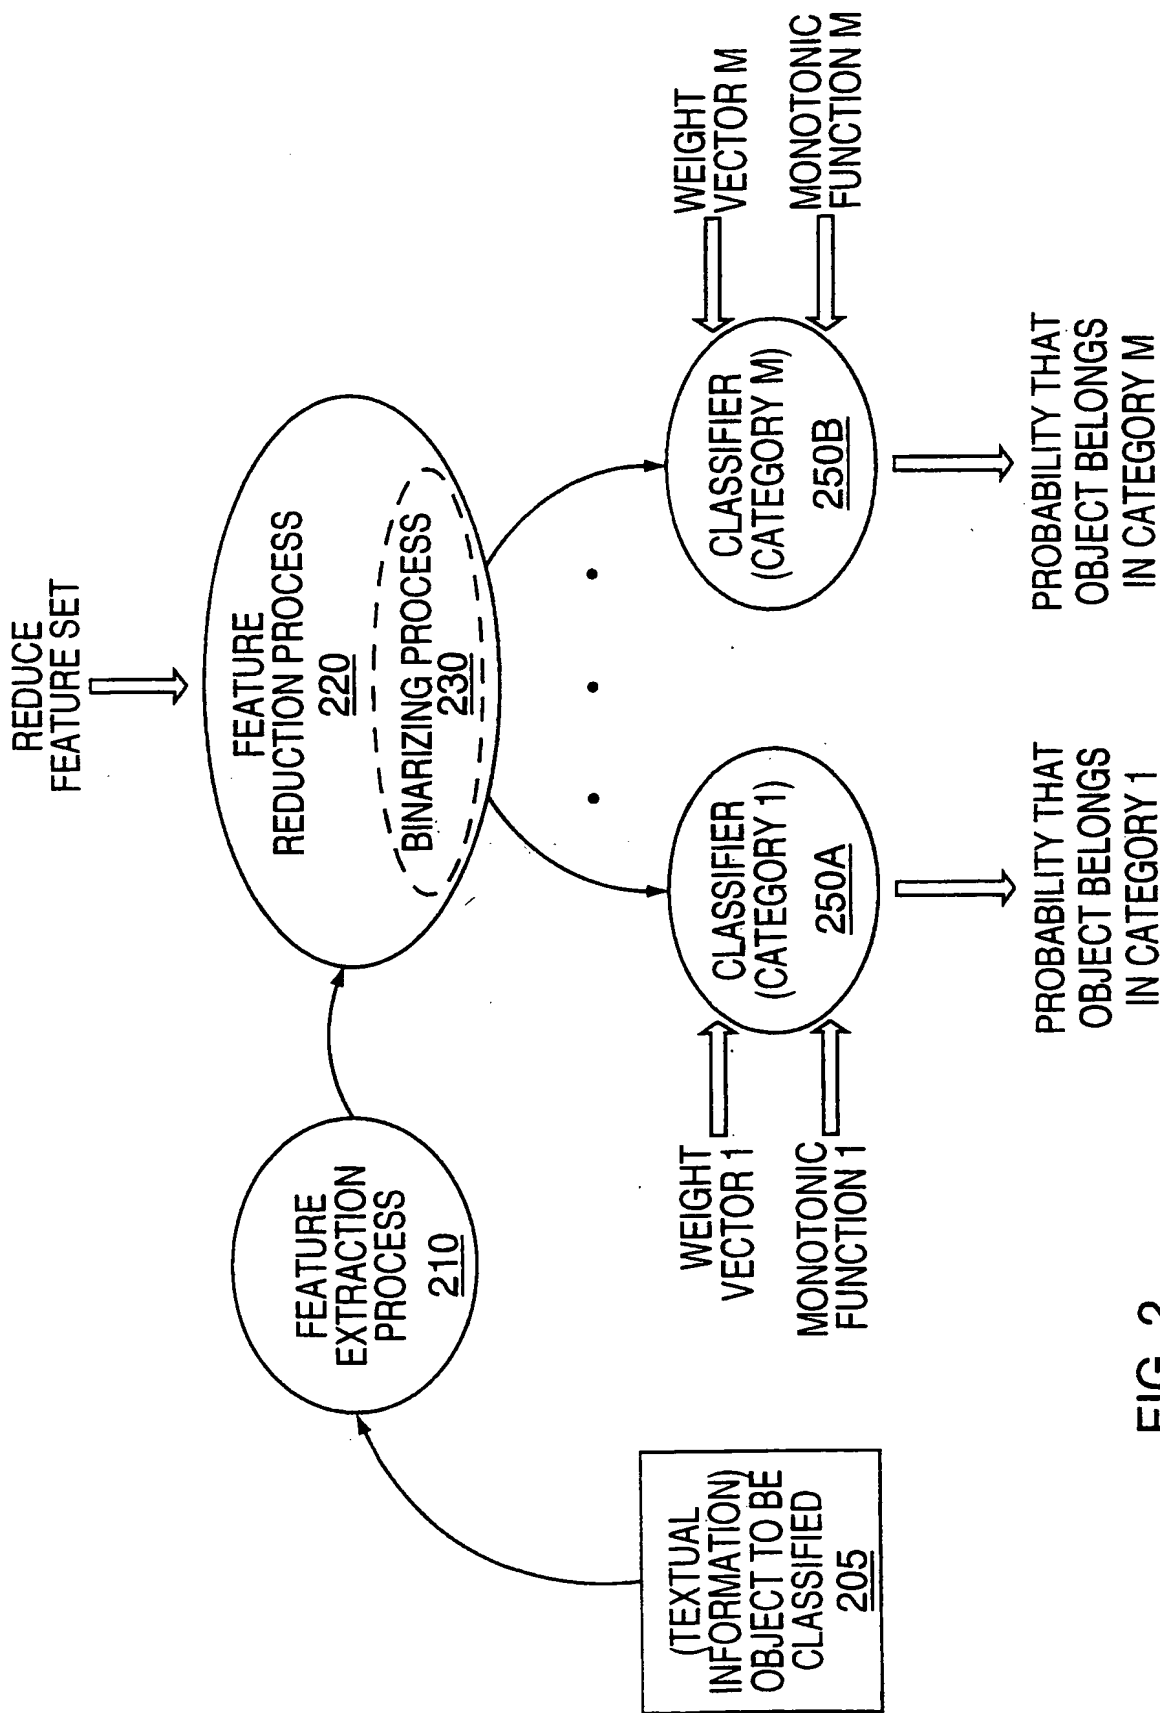 REDUCE
FEATURE SET
FEATURE
REDUCTION PROCESS
220
BINARIZING PROCESS
230
FEATURE
EXTRACTION
PROCESS
210
(TEXTUAL
INFORMATION)
OBJECT TO BE
CLASSIFIED
205
WEIGHT
VECTOR 1
MONOTONIC
FUNCTION 1
CLASSIFIER
(CATEGORY 1)
250A
PROBABILITY THAT
OBJECT BELONGS
IN CATEGORY 1
CLASSIFIER
(CATEGORY M)
250B
WEIGHT
VECTOR M
MONOTONIC
FUNCTION M
PROBABILITY THAT
OBJECT BELONGS
IN CATEGORY M
FIG. 2